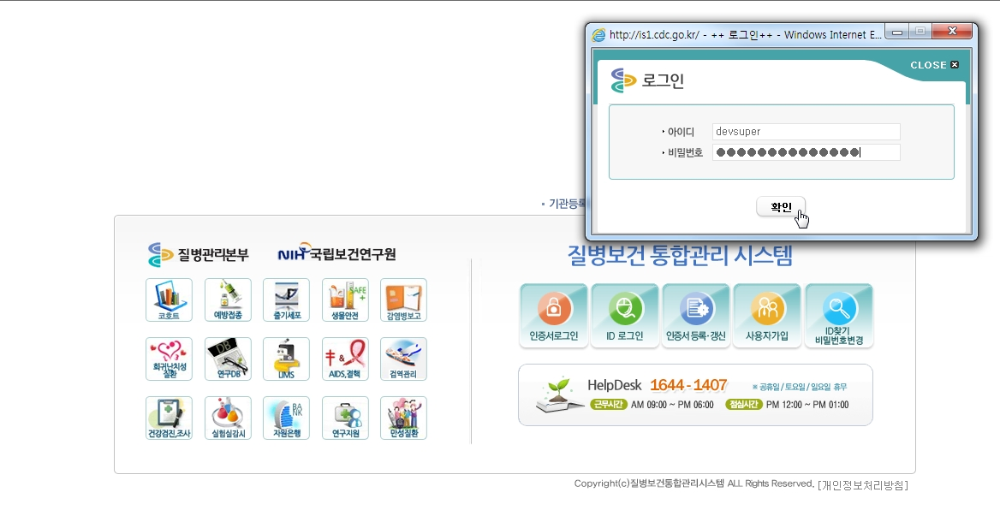 http://is1.cdc.go.kr/ - ++ 로그인++ - Windows Internet E...
CLOSE
로그인
아이디 devsuper
비밀번호 ●●●●●●●●●●●●●●
확인
기관등록
질병관리본부 NIH 국립보건연구원
질병보건 통합관리 시스템
코호트 예방접종 줄기세포 생물안전 감염병보고
SAFE
인증서로그인 ID 로그인 인증서등록·갱신 사용자가입 ID찾기
비밀번호변경
희귀난치성
질환 연구DB LIMS AIDS,결핵 검역관리
DB
HelpDesk 1644-1407 ※ 공휴일/토요일/일요일 휴무
근무시간 AM 09:00 ~ PM 06:00 점심시간 PM 12:00 ~ PM 01:00
건강검진,조사 실험실감시 자원은행 연구지원 만성질환
Copyright(c)질병보건통합관리시스템 ALL Rights Reserved. [개인정보처리방침]